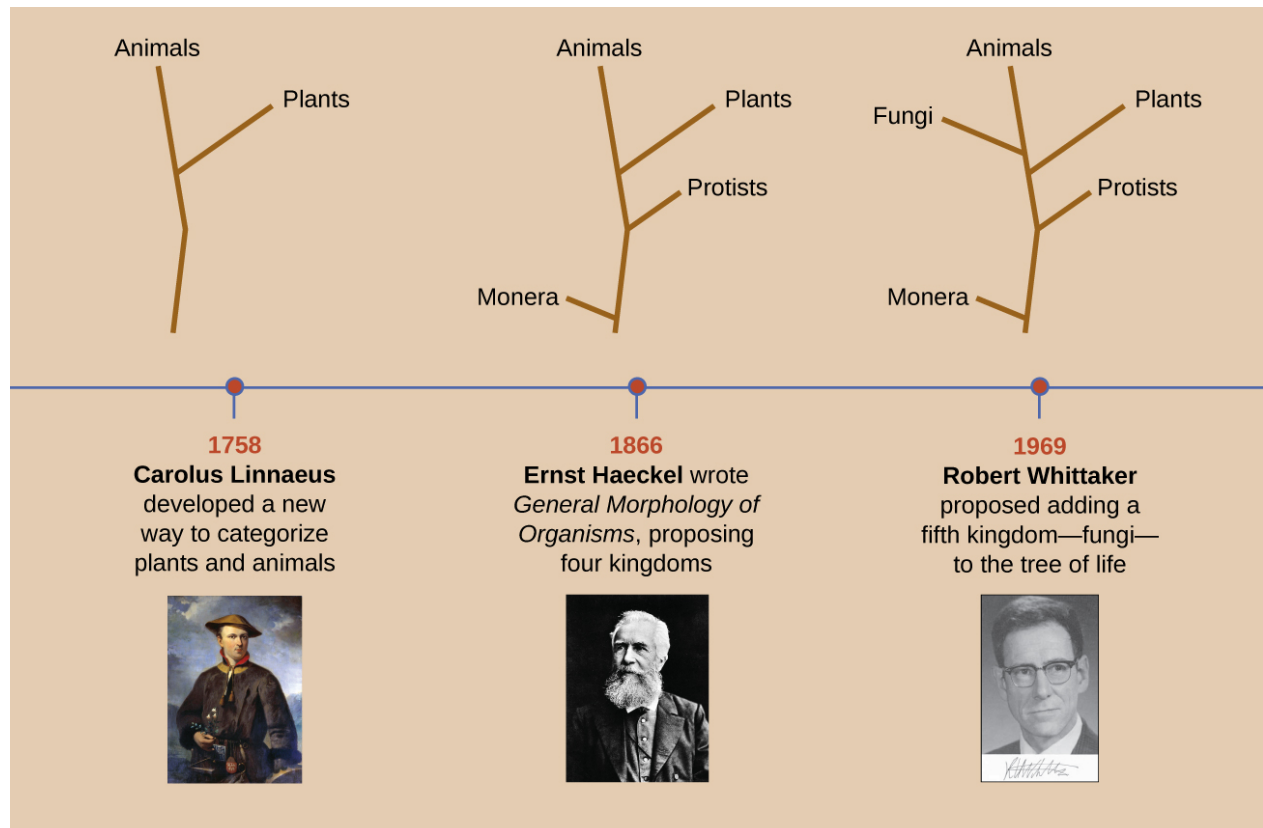 Animals
Plants
Animals
Plants
Protists
Monera
Animals
Fungi
Plants
Protists
Monera
1758
Carolus Linnaeus
developed a new
way to categorize
plants and animals
1866
Ernst Haeckel wrote
General Morphology of
Organisms, proposing
four kingdoms
1969
Robert Whittaker
proposed adding a
fifth kingdom—fungi—
to the tree of life